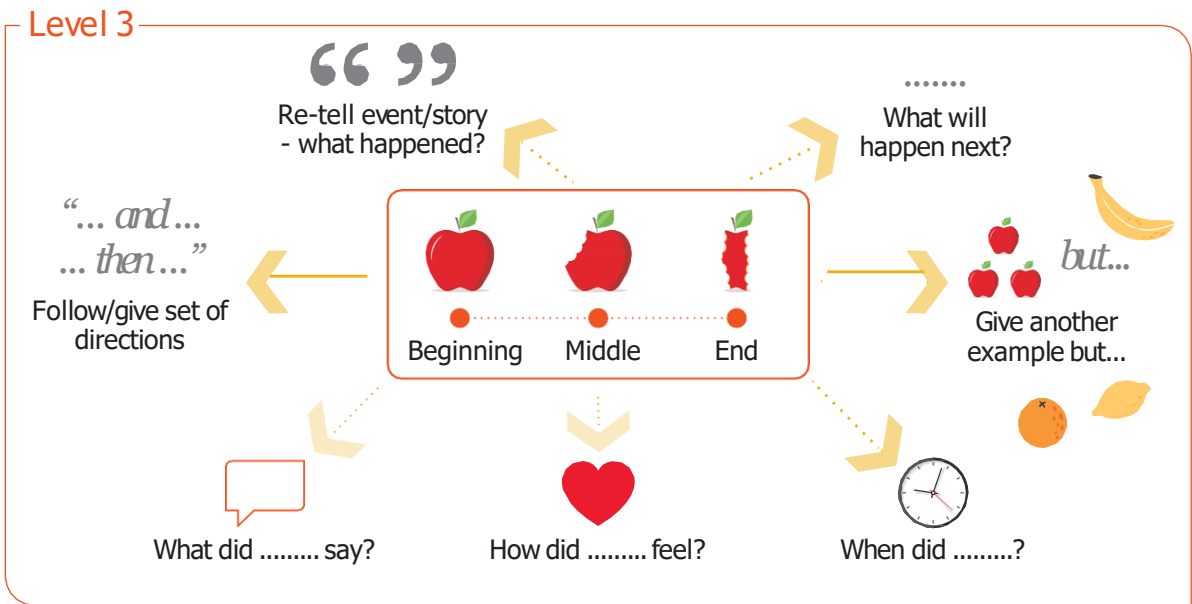 Level 3
“ ”
Re-tell event/story
- what happened?
.......
What will
happen next?
“... and ...
... then ...”
Follow/give set of
directions
Beginning Middle End
but...
Give another
example but...
What did ......... say?
How did ......... feel?
When did .........?